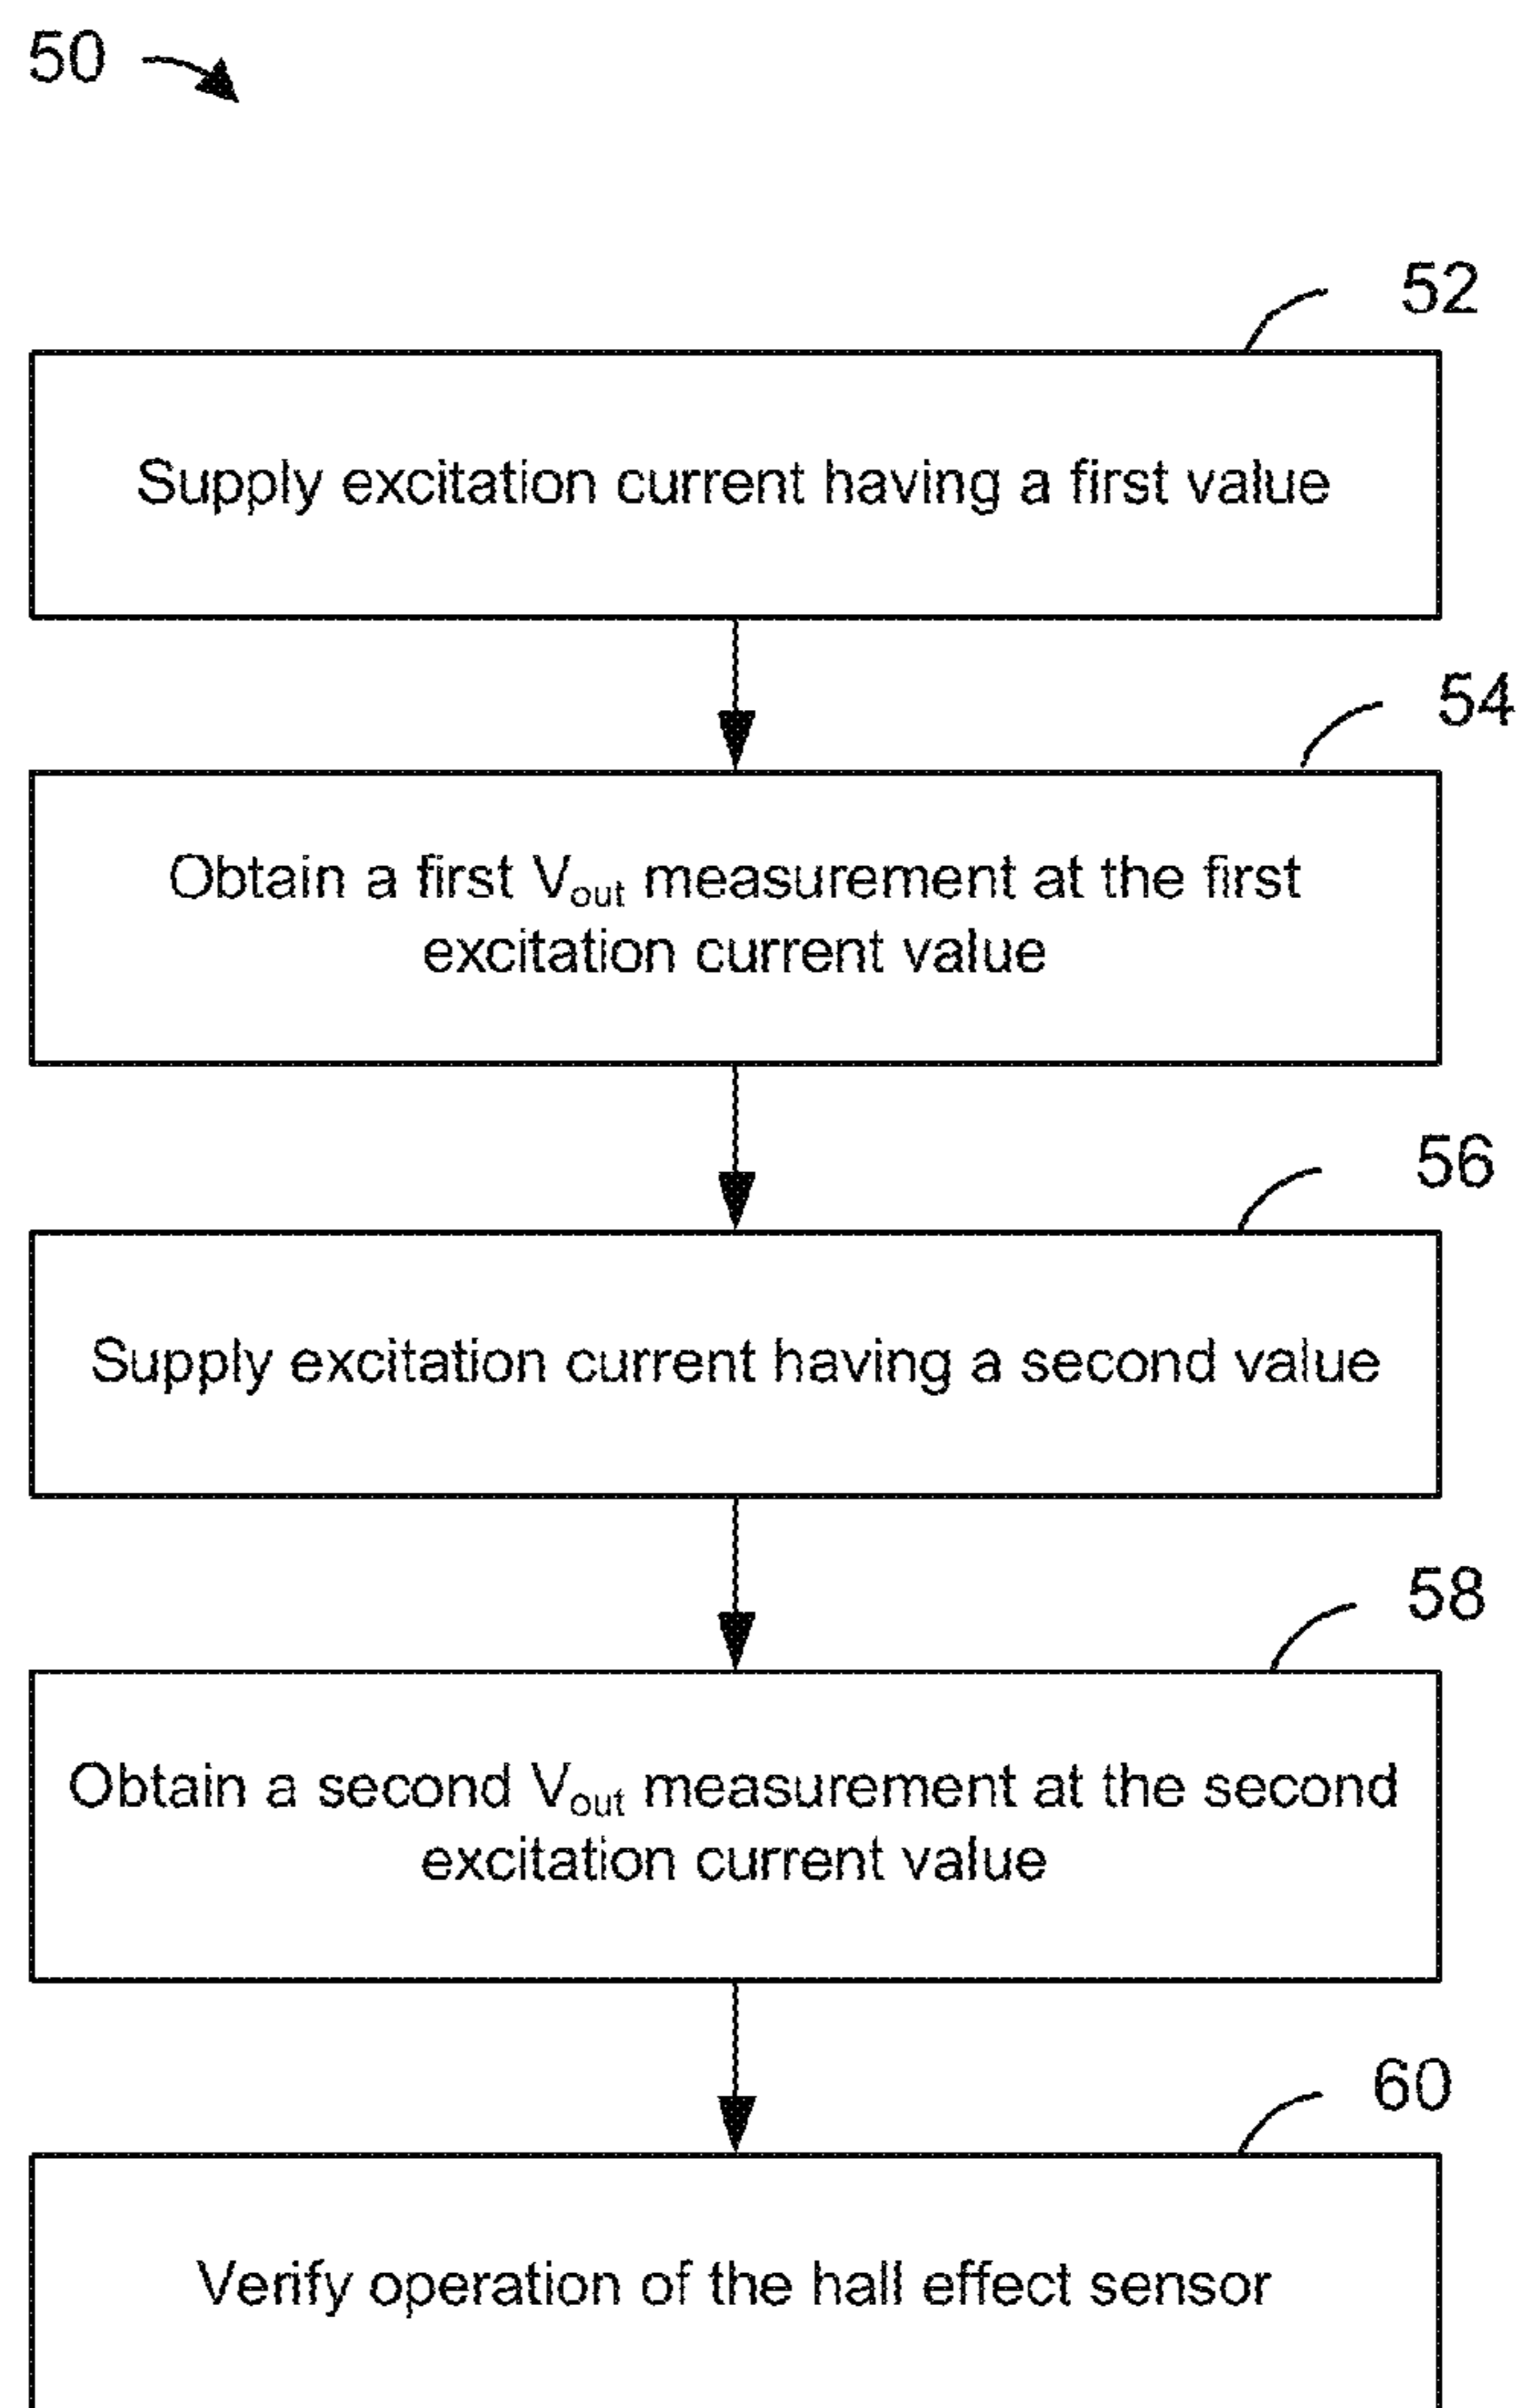 50
52
Supply excitation current having a first value
54
Obtain a first Vout measurement at the first
excitation current value
56
Supply excitation current having a second value
58
Obtain a second Vout measurement at the second
excitation current value
60
Verify operation of the hall effect sensor